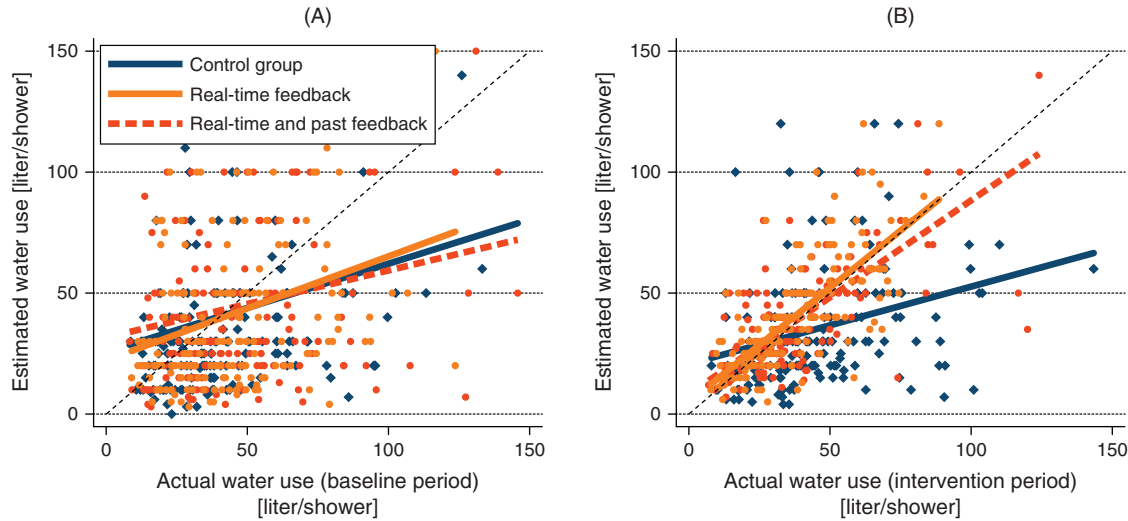 (A)
Estimated water use [liter/shower]
150
100
50
0
Control group
Real-time feedback
Real-time and past feedback
0
50
100
150
Actual water use (baseline period)
[liter/shower]
(B)
Estimated water use [liter/shower]
150
100
50
0
0
50
100
150
Actual water use (intervention period)
[liter/shower]